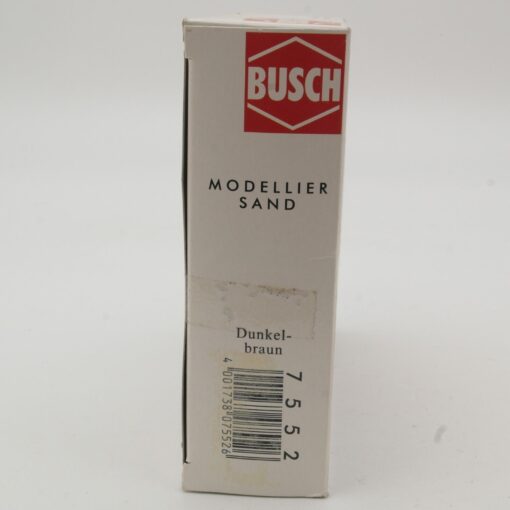 BUSCH
MODELLIER
SAND
Dunkel-
braun
7552
4 001738 075526